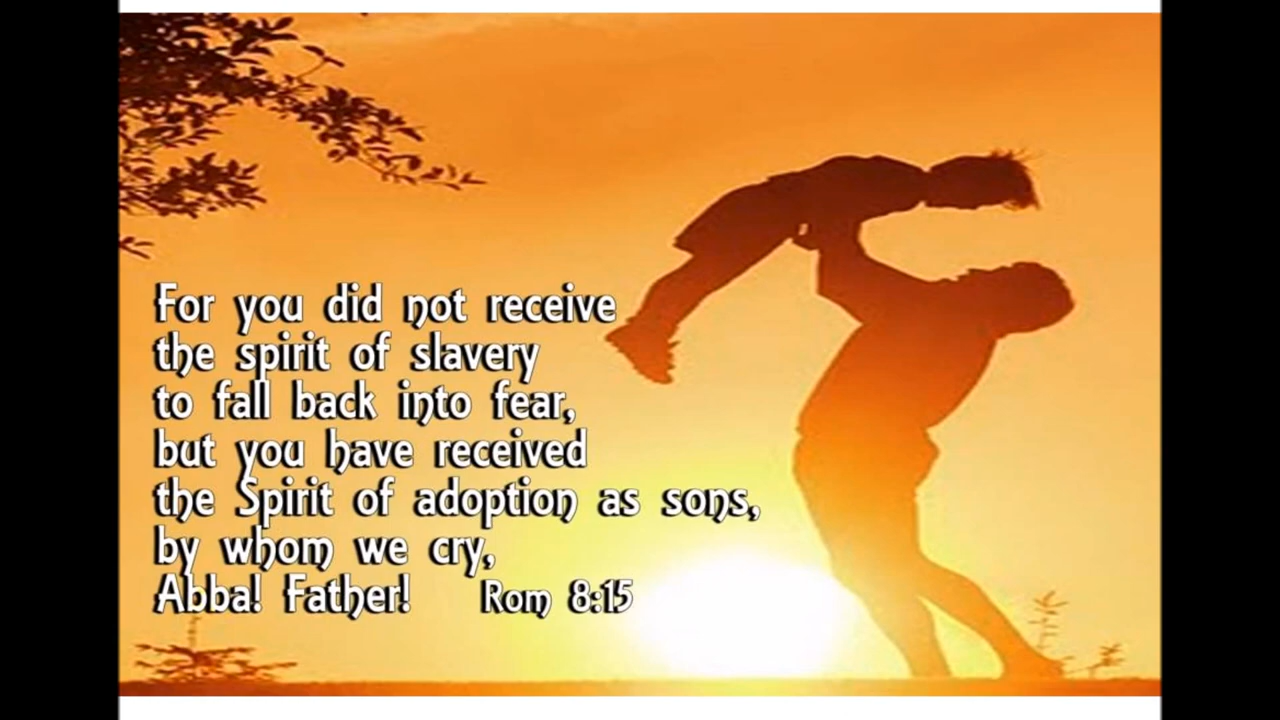 For you did not receive
the spirit of slavery
to fall back into fear,
but you have received
the Spirit of adoption as sons,
by whom we cry,
Abba! Father! Rom 8:15